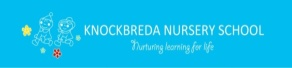 KNOCKBREDA NURSERY SCHOOL
Nurturing learning for life